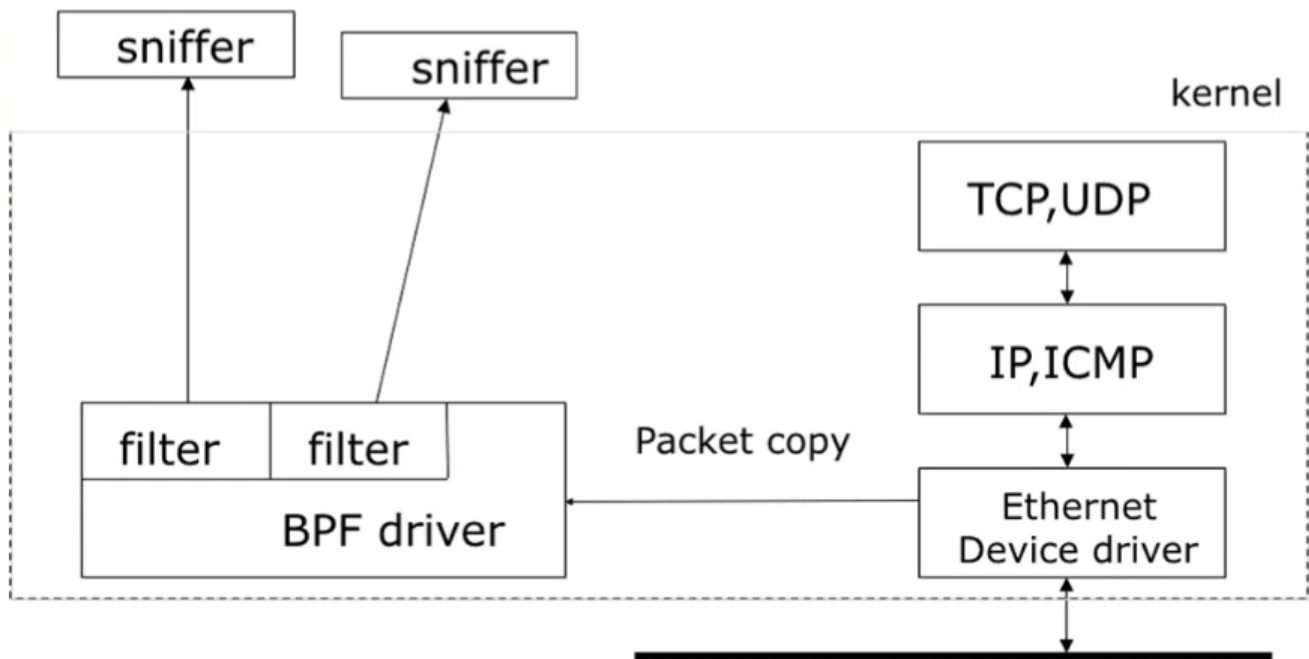 sniffer
sniffer
kernel
TCP,UDP
IP,ICMP
filter
filter
Packet copy
BPF driver
Ethernet
Device driver